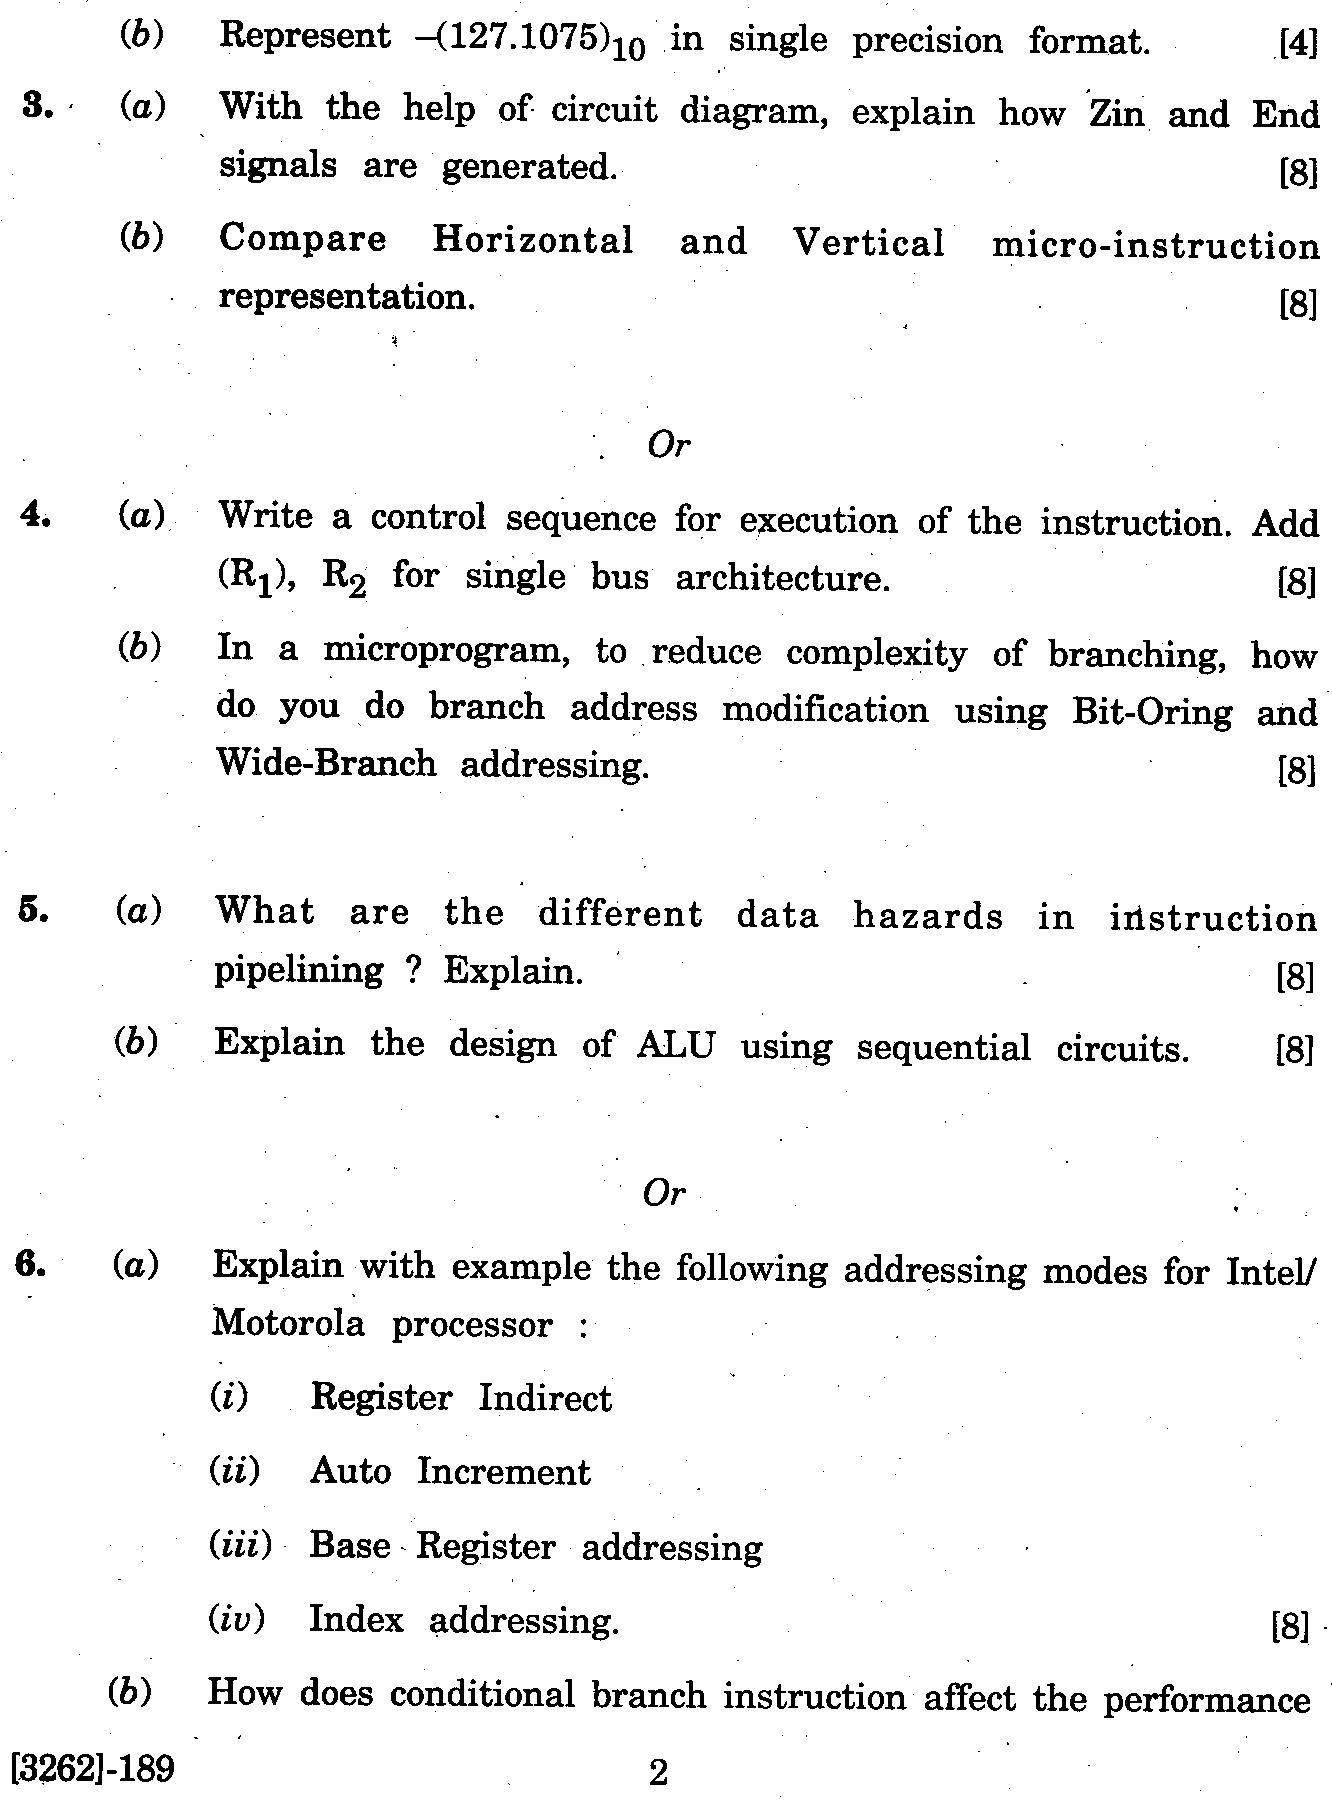 (b) Represent –(127.1075)10 in single precision format. [4]
3. (a) With the help of circuit diagram, explain how Zin and End
signals are generated. [8]
(b) Compare Horizontal and Vertical micro-instruction
representation. [8]
Or
4. (a) Write a control sequence for execution of the instruction. Add
(R1), R2 for single bus architecture. [8]
(b) In a microprogram, to reduce complexity of branching, how
do you do branch address modification using Bit-Oring and
Wide-Branch addressing. [8]
5. (a) What are the different data hazards in instruction
pipelining ? Explain. [8]
(b) Explain the design of ALU using sequential circuits. [8]
Or
6. (a) Explain with example the following addressing modes for Intel/
Motorola processor :
(i) Register Indirect
(ii) Auto Increment
(iii) Base Register addressing
(iv) Index addressing. [8]
(b) How does conditional branch instruction affect the performance
[3262]-189 2